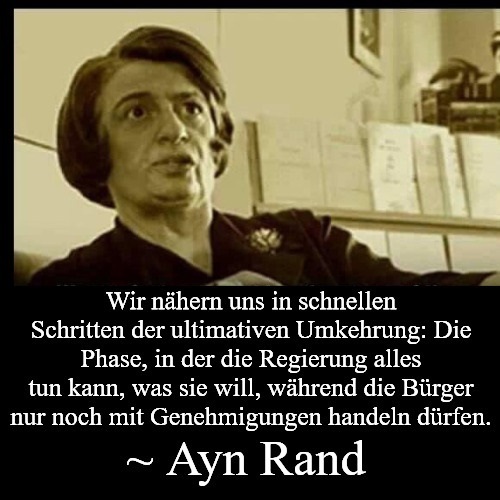 Wir nähern uns in schnellen
Schritten der ultimativen Umkehrung: Die
Phase, in der die Regierung alles
tun kann, was sie will, während die Bürger
nur noch mit Genehmigungen handeln dürfen.
~ Ayn Rand